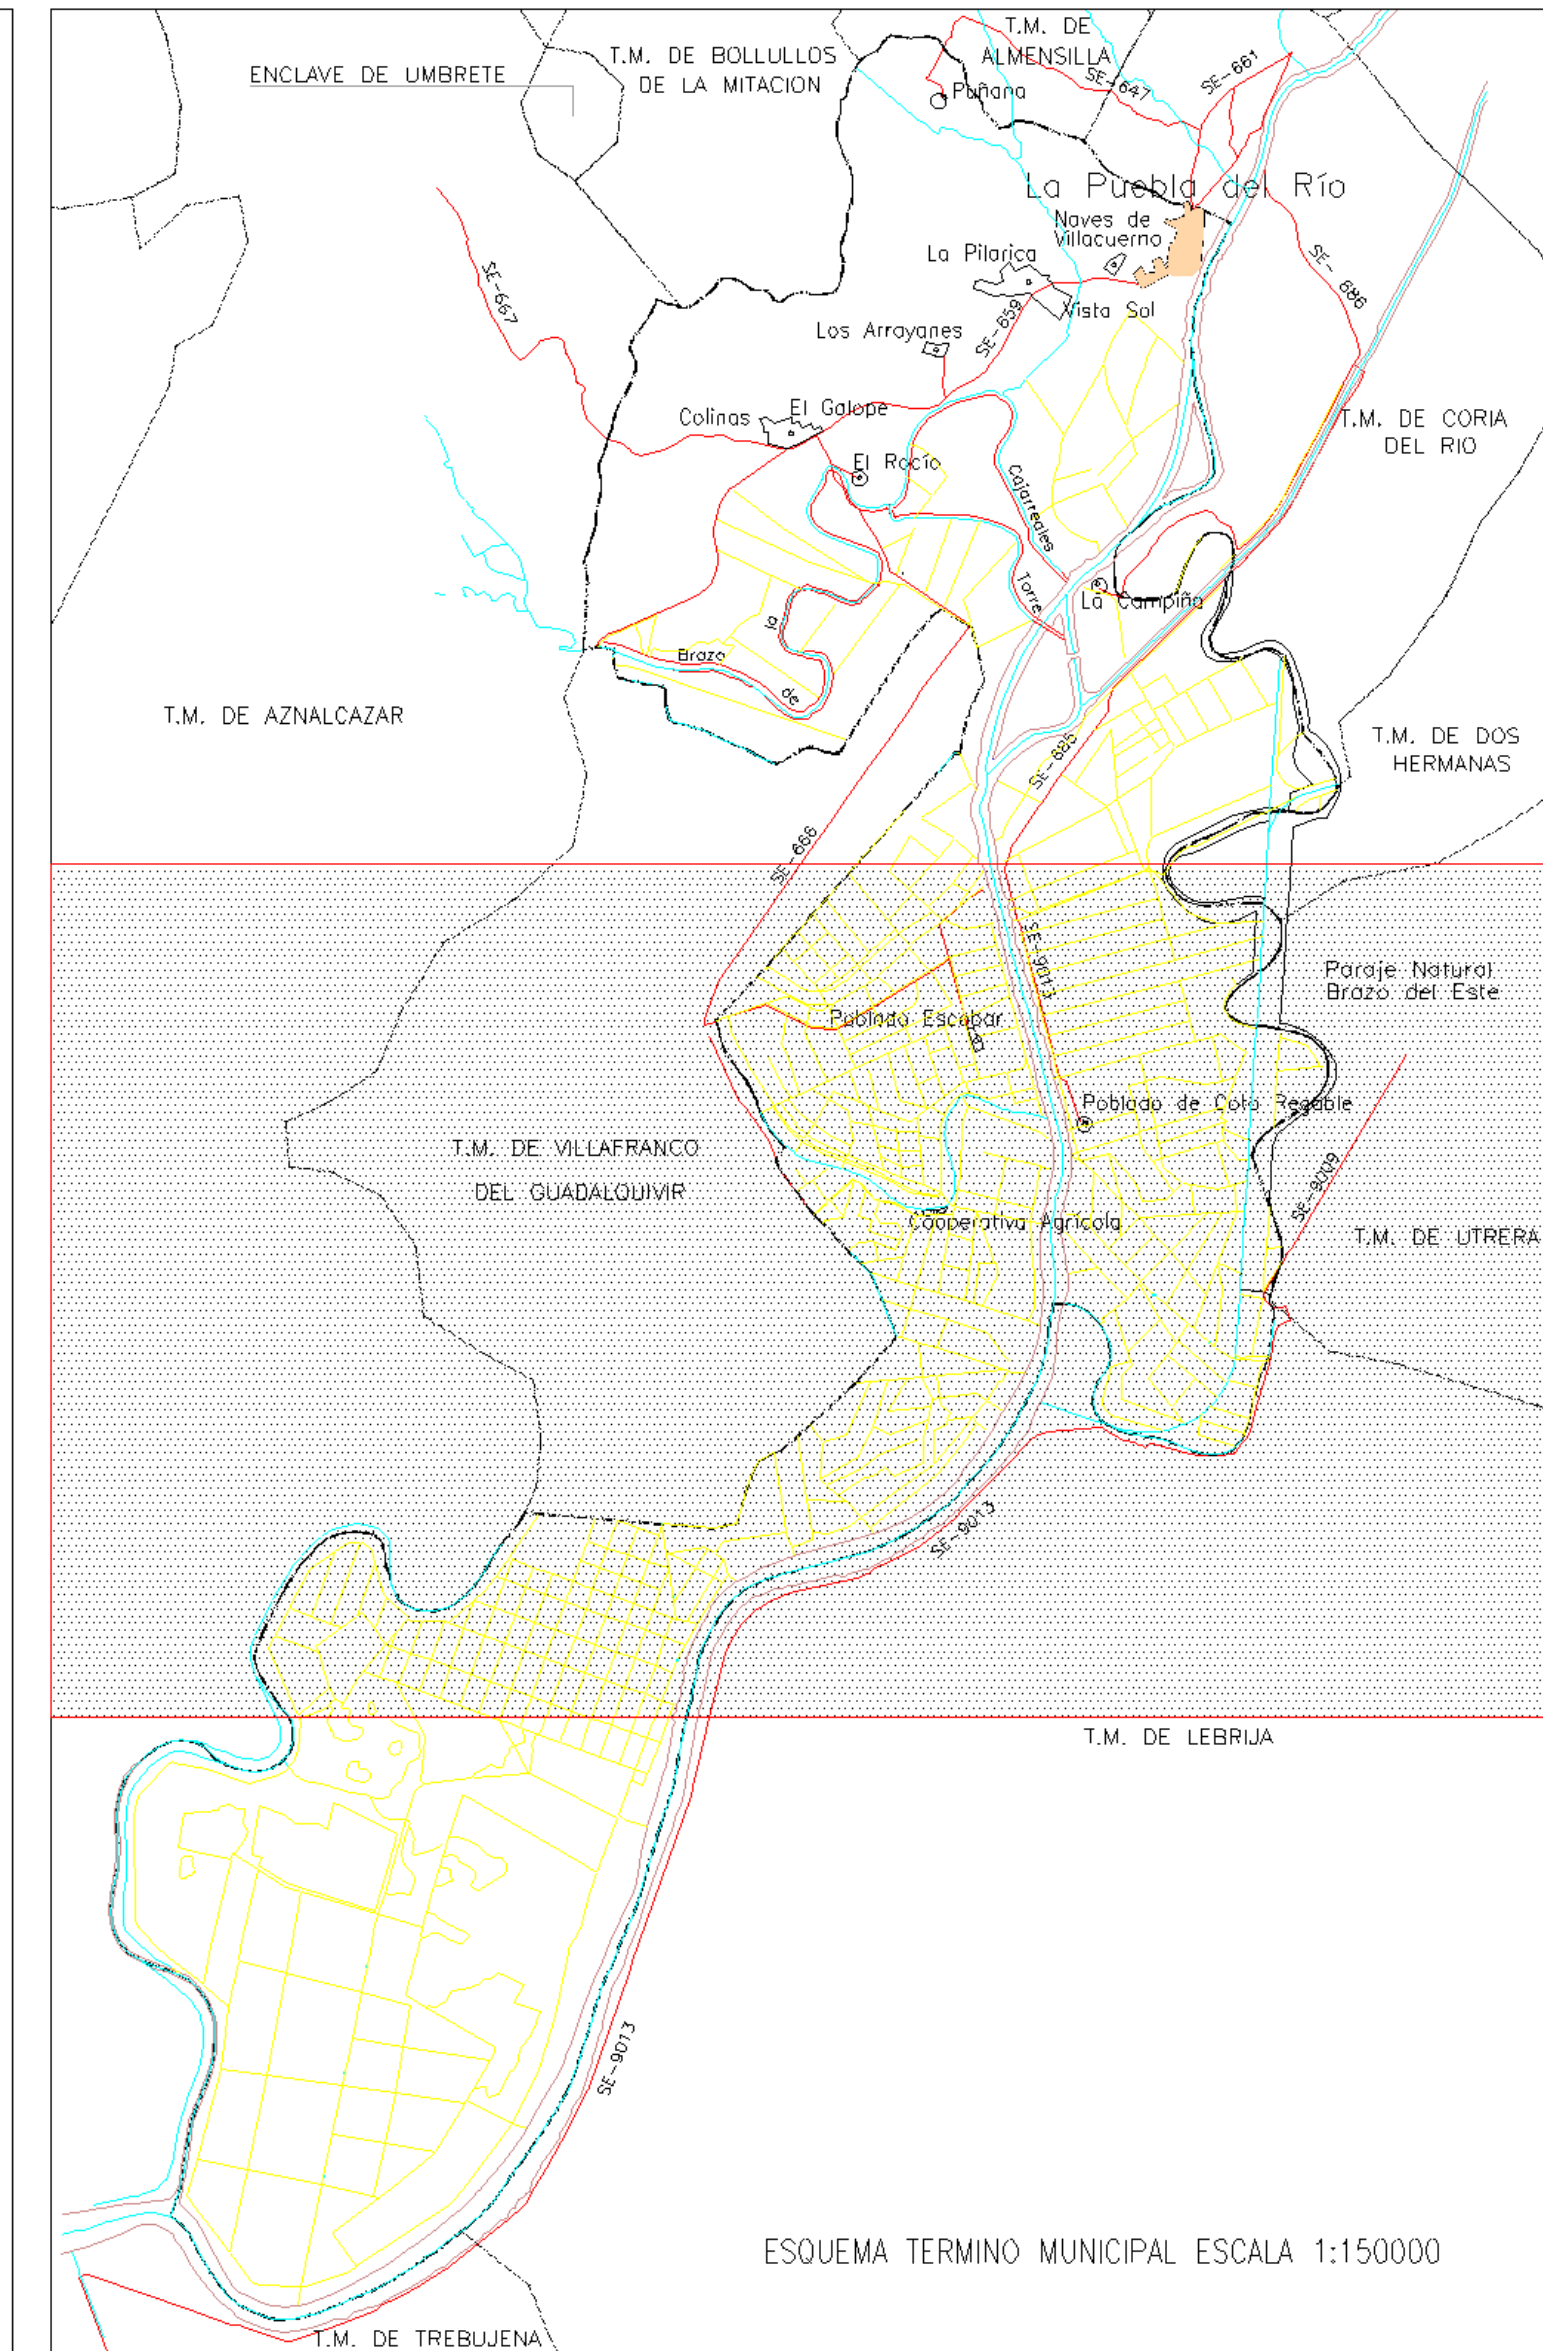 T.M. DE
ALMENSILLA
T.M. DE BOLLULLOS
DE LA MITACION
ENCLAVE DE UMBRETE
SE-661
SE-647
Puñana
La Puebla del Río
Naves de
Villacuerno
La Pilarica
SE-667
SE-686
Vista Sol
SE-659
Los Arrayanes
El Galope
Colinas
T.M. DE CORIA
DEL RIO
El Rocío
Cajarreales
Torre
La Campiña
la
Brazo
de
T.M. DE AZNALCAZAR
T.M. DE DOS
HERMANAS
SE-685
SE-666
SE-9013
Paraje Natural
Brazo del Este
Poblado Escobar
Poblado de Coto Regable
T.M. DE VILLAFRANCO
DEL GUADALQUIVIR
SE-9009
Cooperativa Agrícola
T.M. DE UTRERA
SE-9013
T.M. DE LEBRIJA
SE-9013
ESQUEMA TERMINO MUNICIPAL ESCALA 1:150000
T.M. DE TREBUJENA